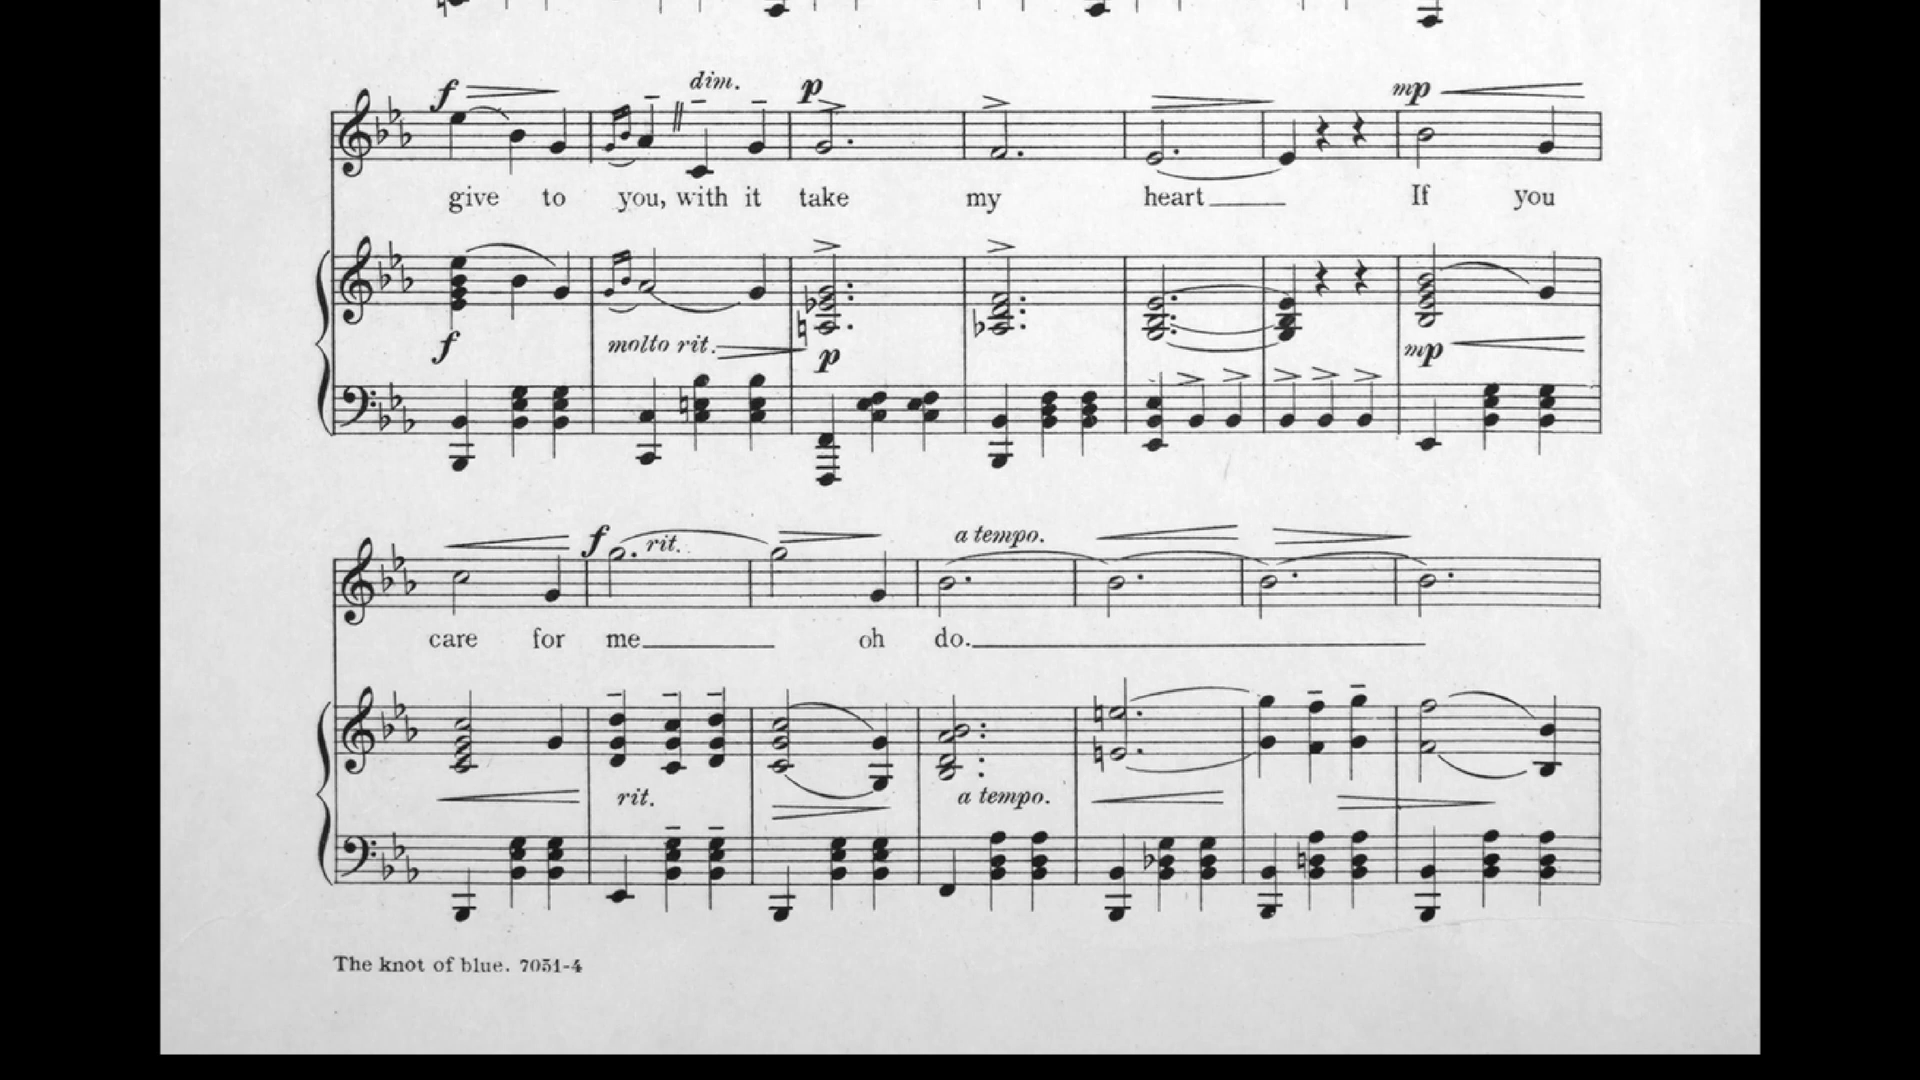 f dim. p mp
give to you, with it take my heart If you
f molto rit. p mp
f rit. a tempo.
care for me oh do.
rit. a tempo.
The knot of blue. 7051-4